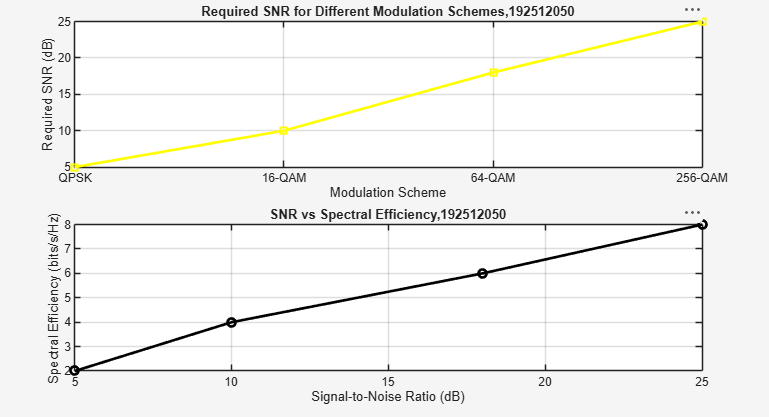 Required SNR for Different Modulation Schemes,192512050
25
20
15
10
5
Required SNR (dB)
QPSK 16-QAM 64-QAM 256-QAM
Modulation Scheme
SNR vs Spectral Efficiency,192512050
8
7
6
5
4
3
2
Spectral Efficiency (bits/s/Hz)
5 10 15 20 25
Signal-to-Noise Ratio (dB)